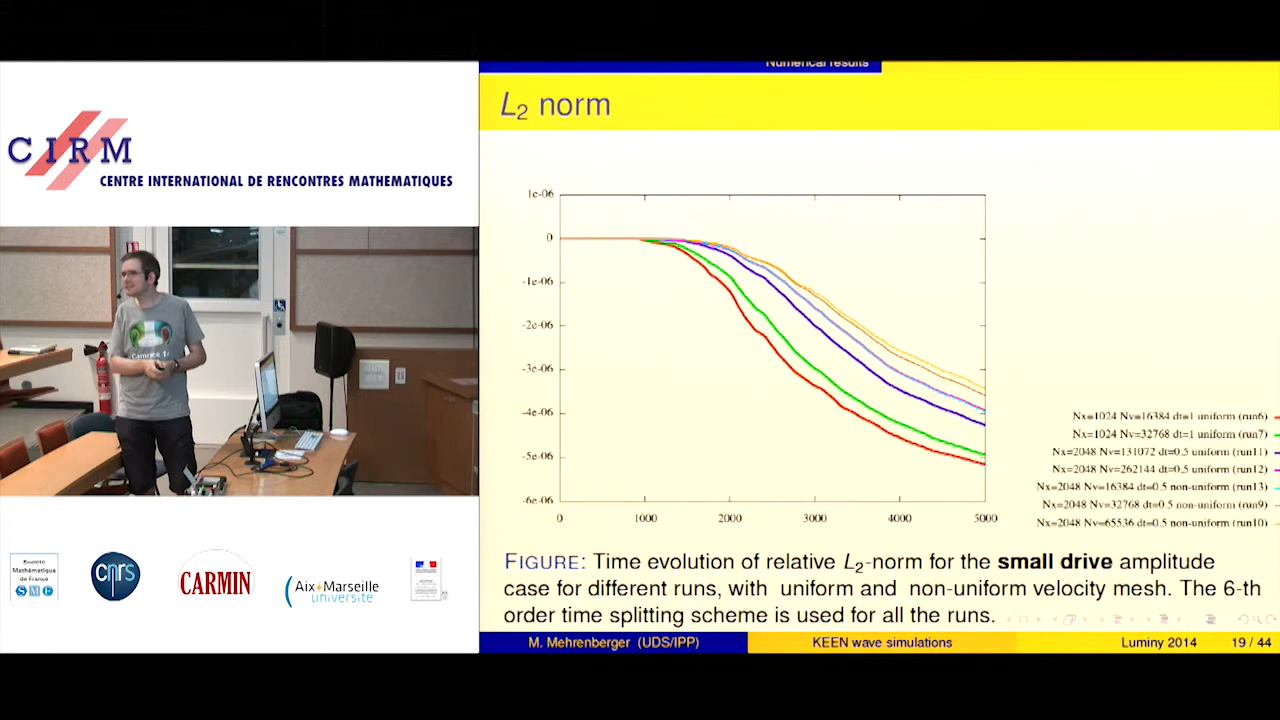 Numerical results
L2 norm
CIRM
CENTRE INTERNATIONAL DE RENCONTRES MATHEMATIQUES
1e-06
0
-1e-06
-2e-06
-3e-06
-4e-06
-5e-06
-6e-06
0 1000 2000 3000 4000 5000
Nx=1024 Nv=16384 dt=1 uniform (run6)
Nx=1024 Nv=32768 dt=1 uniform (run7)
Nx=2048 Nv=131072 dt=0.5 uniform (run11)
Nx=2048 Nv=262144 dt=0.5 uniform (run12)
Nx=2048 Nv=16384 dt=0.5 non-uniform (run13)
Nx=2048 Nv=32768 dt=0.5 non-uniform (run9)
Nx=2048 Nv=65536 dt=0.5 non-uniform (run10)
FIGURE: Time evolution of relative L2-norm for the small drive amplitude
case for different runs, with uniform and non-uniform velocity mesh. The 6-th
order time splitting scheme is used for all the runs.
M. Mehrenberger (UDS/IPP) KEEN wave simulations Luminy 2014 19 / 44
Société
Mathématique
de France
SMF
cnrs
CARMIN
Aix*Marseille
université